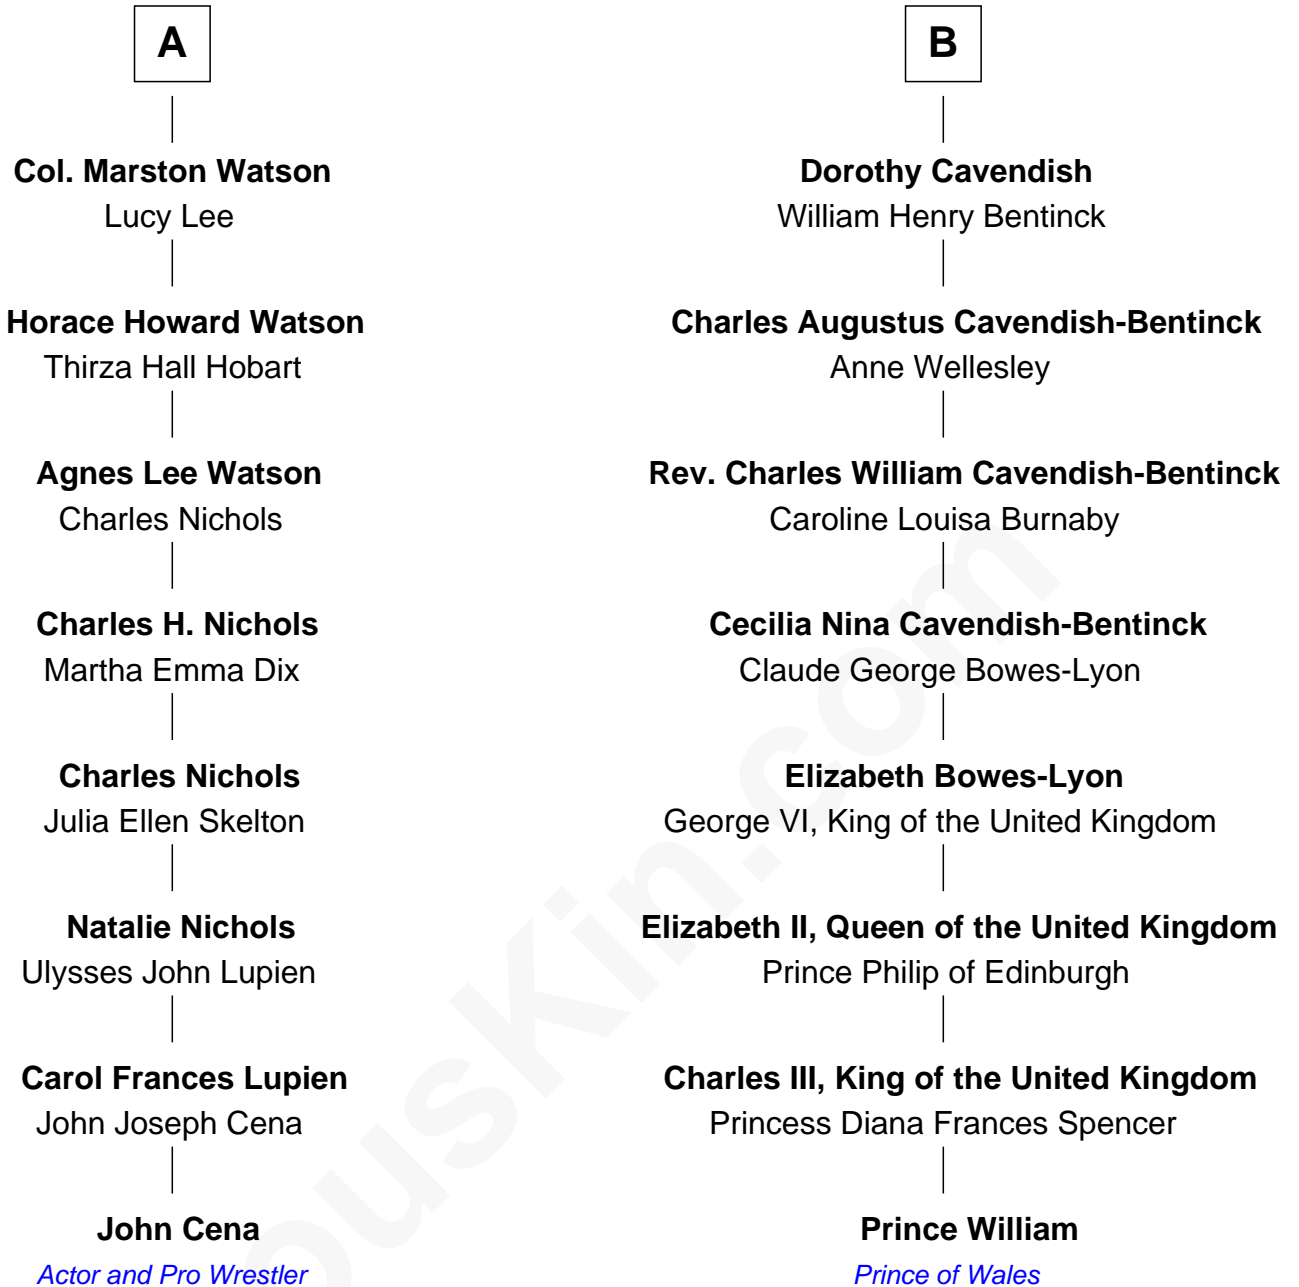 A
Col. Marston Watson
Lucy Lee
Horace Howard Watson
Thirza Hall Hobart
Agnes Lee Watson
Charles Nichols
Charles H. Nichols
Martha Emma Dix
Charles Nichols
Julia Ellen Skelton
Natalie Nichols
Ulysses John Lupien
Carol Frances Lupien
John Joseph Cena
John Cena
Actor and Pro Wrestler
B
Dorothy Cavendish
William Henry Bentinck
Charles Augustus Cavendish-Bentinck
Anne Wellesley
Rev. Charles William Cavendish-Bentinck
Caroline Louisa Burnaby
Cecilia Nina Cavendish-Bentinck
Claude George Bowes-Lyon
Elizabeth Bowes-Lyon
George VI, King of the United Kingdom
Elizabeth II, Queen of the United Kingdom
Prince Philip of Edinburgh
Charles III, King of the United Kingdom
Princess Diana Frances Spencer
Prince William
Prince of Wales
ousKin.com